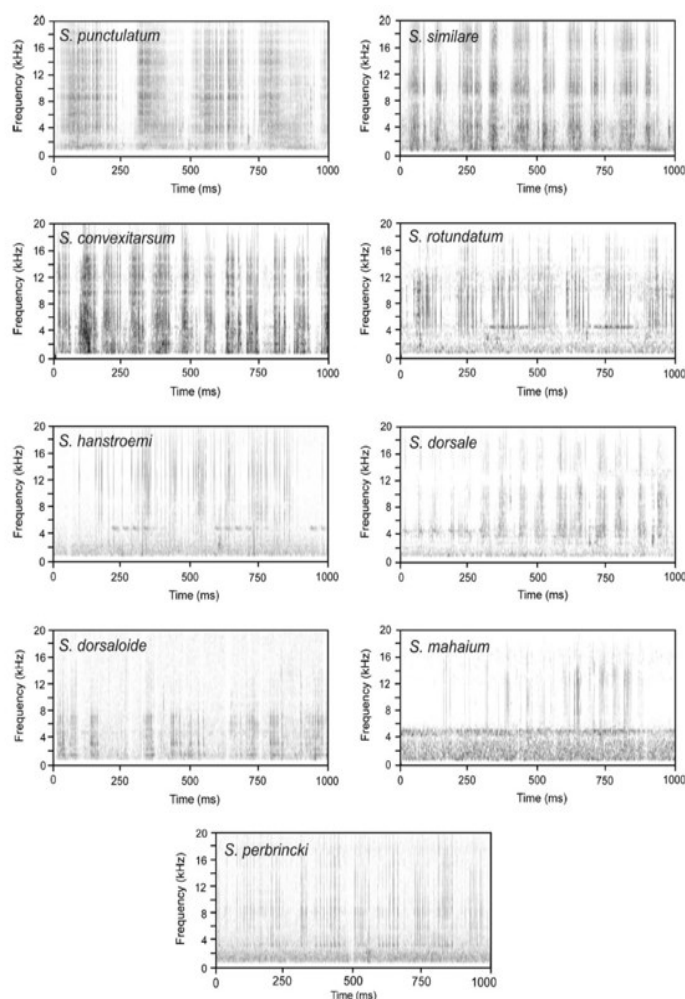 S. punctulatum
Frequency (kHz)
20
16
12
8
4
0
0 250 500 750 1000
Time (ms)
S. similare
Frequency (kHz)
20
16
12
8
4
0
0 250 500 750 1000
Time (ms)
S. convexitarsum
Frequency (kHz)
20
16
12
8
4
0
0 250 500 750 1000
Time (ms)
S. rotundatum
Frequency (kHz)
20
16
12
8
4
0
0 250 500 750 1000
Time (ms)
S. hanstroemi
Frequency (kHz)
20
16
12
8
4
0
0 250 500 750 1000
Time (ms)
S. dorsale
Frequency (kHz)
20
16
12
8
4
0
0 250 500 750 1000
Time (ms)
S. dorsaloide
Frequency (kHz)
20
16
12
8
4
0
0 250 500 750 1000
Time (ms)
S. mahaium
Frequency (kHz)
20
16
12
8
4
0
0 250 500 750 1000
Time (ms)
S. perbrincki
Frequency (kHz)
20
16
12
8
4
0
0 250 500 750 1000
Time (ms)